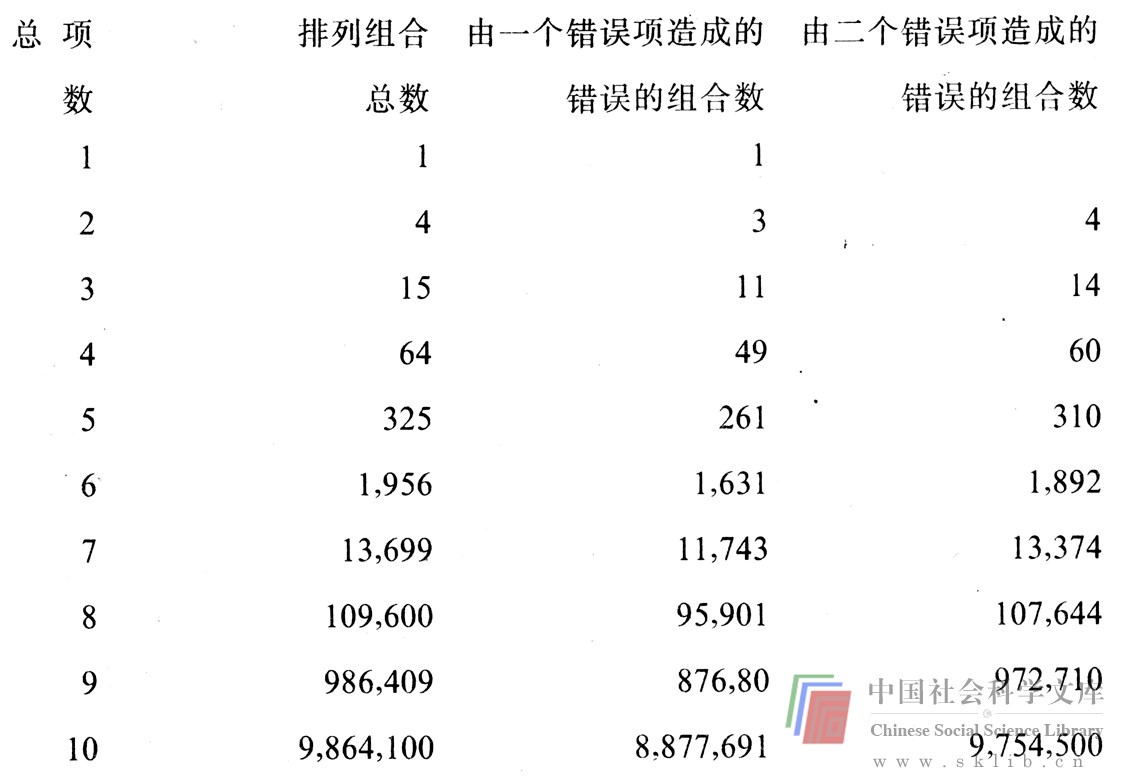 总 项 排列组合 由一个错误项造成的 由二个错误项造成的
数 总数 错误的组合数 错误的组合数
1 1 1
2 4 3 4
3 15 11 14
4 64 49 60
5 325 261 310
6 1,956 1,631 1,892
7 13,699 11,743 13,374
8 109,600 95,901 107,644
9 986,409 876,80 972,710
10 9,864,100 8,877,691 9,754,500
中国社会科学文库
Chinese Social Science Library
www.sklib.cn